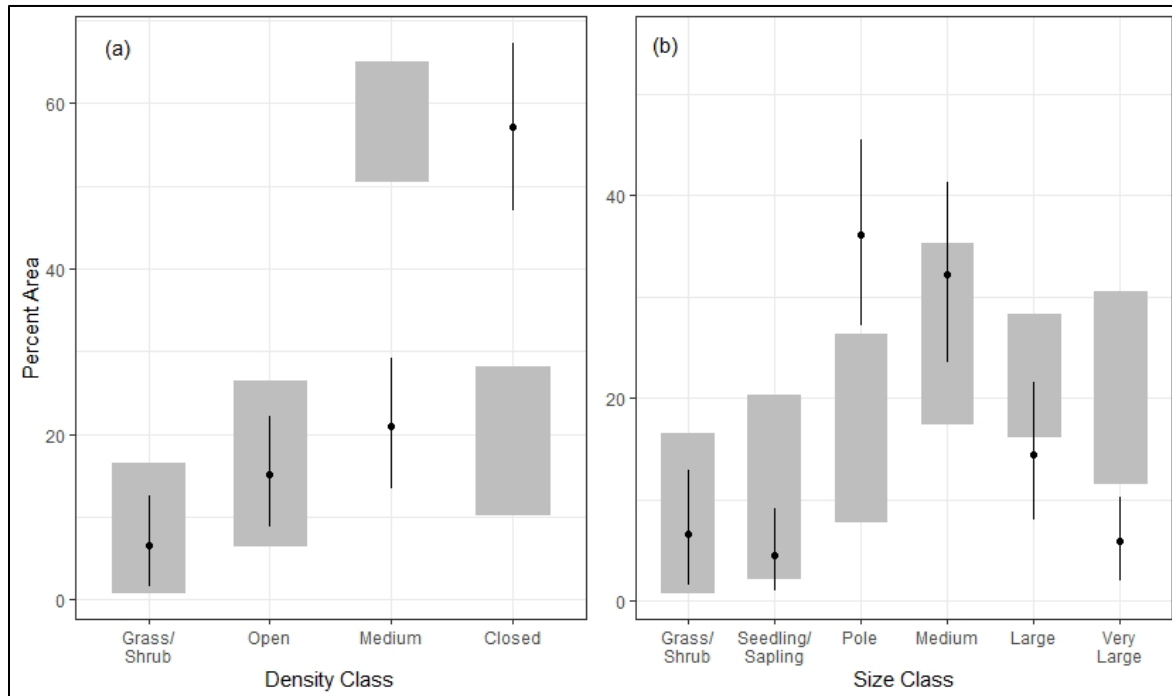 (a)
Percent Area
60
40
20
0
Grass/
Shrub
Open
Medium
Closed
Density Class
(b)
40
20
0
Grass/
Shrub
Seedling/
Sapling
Pole
Medium
Large
Very
Large
Size Class